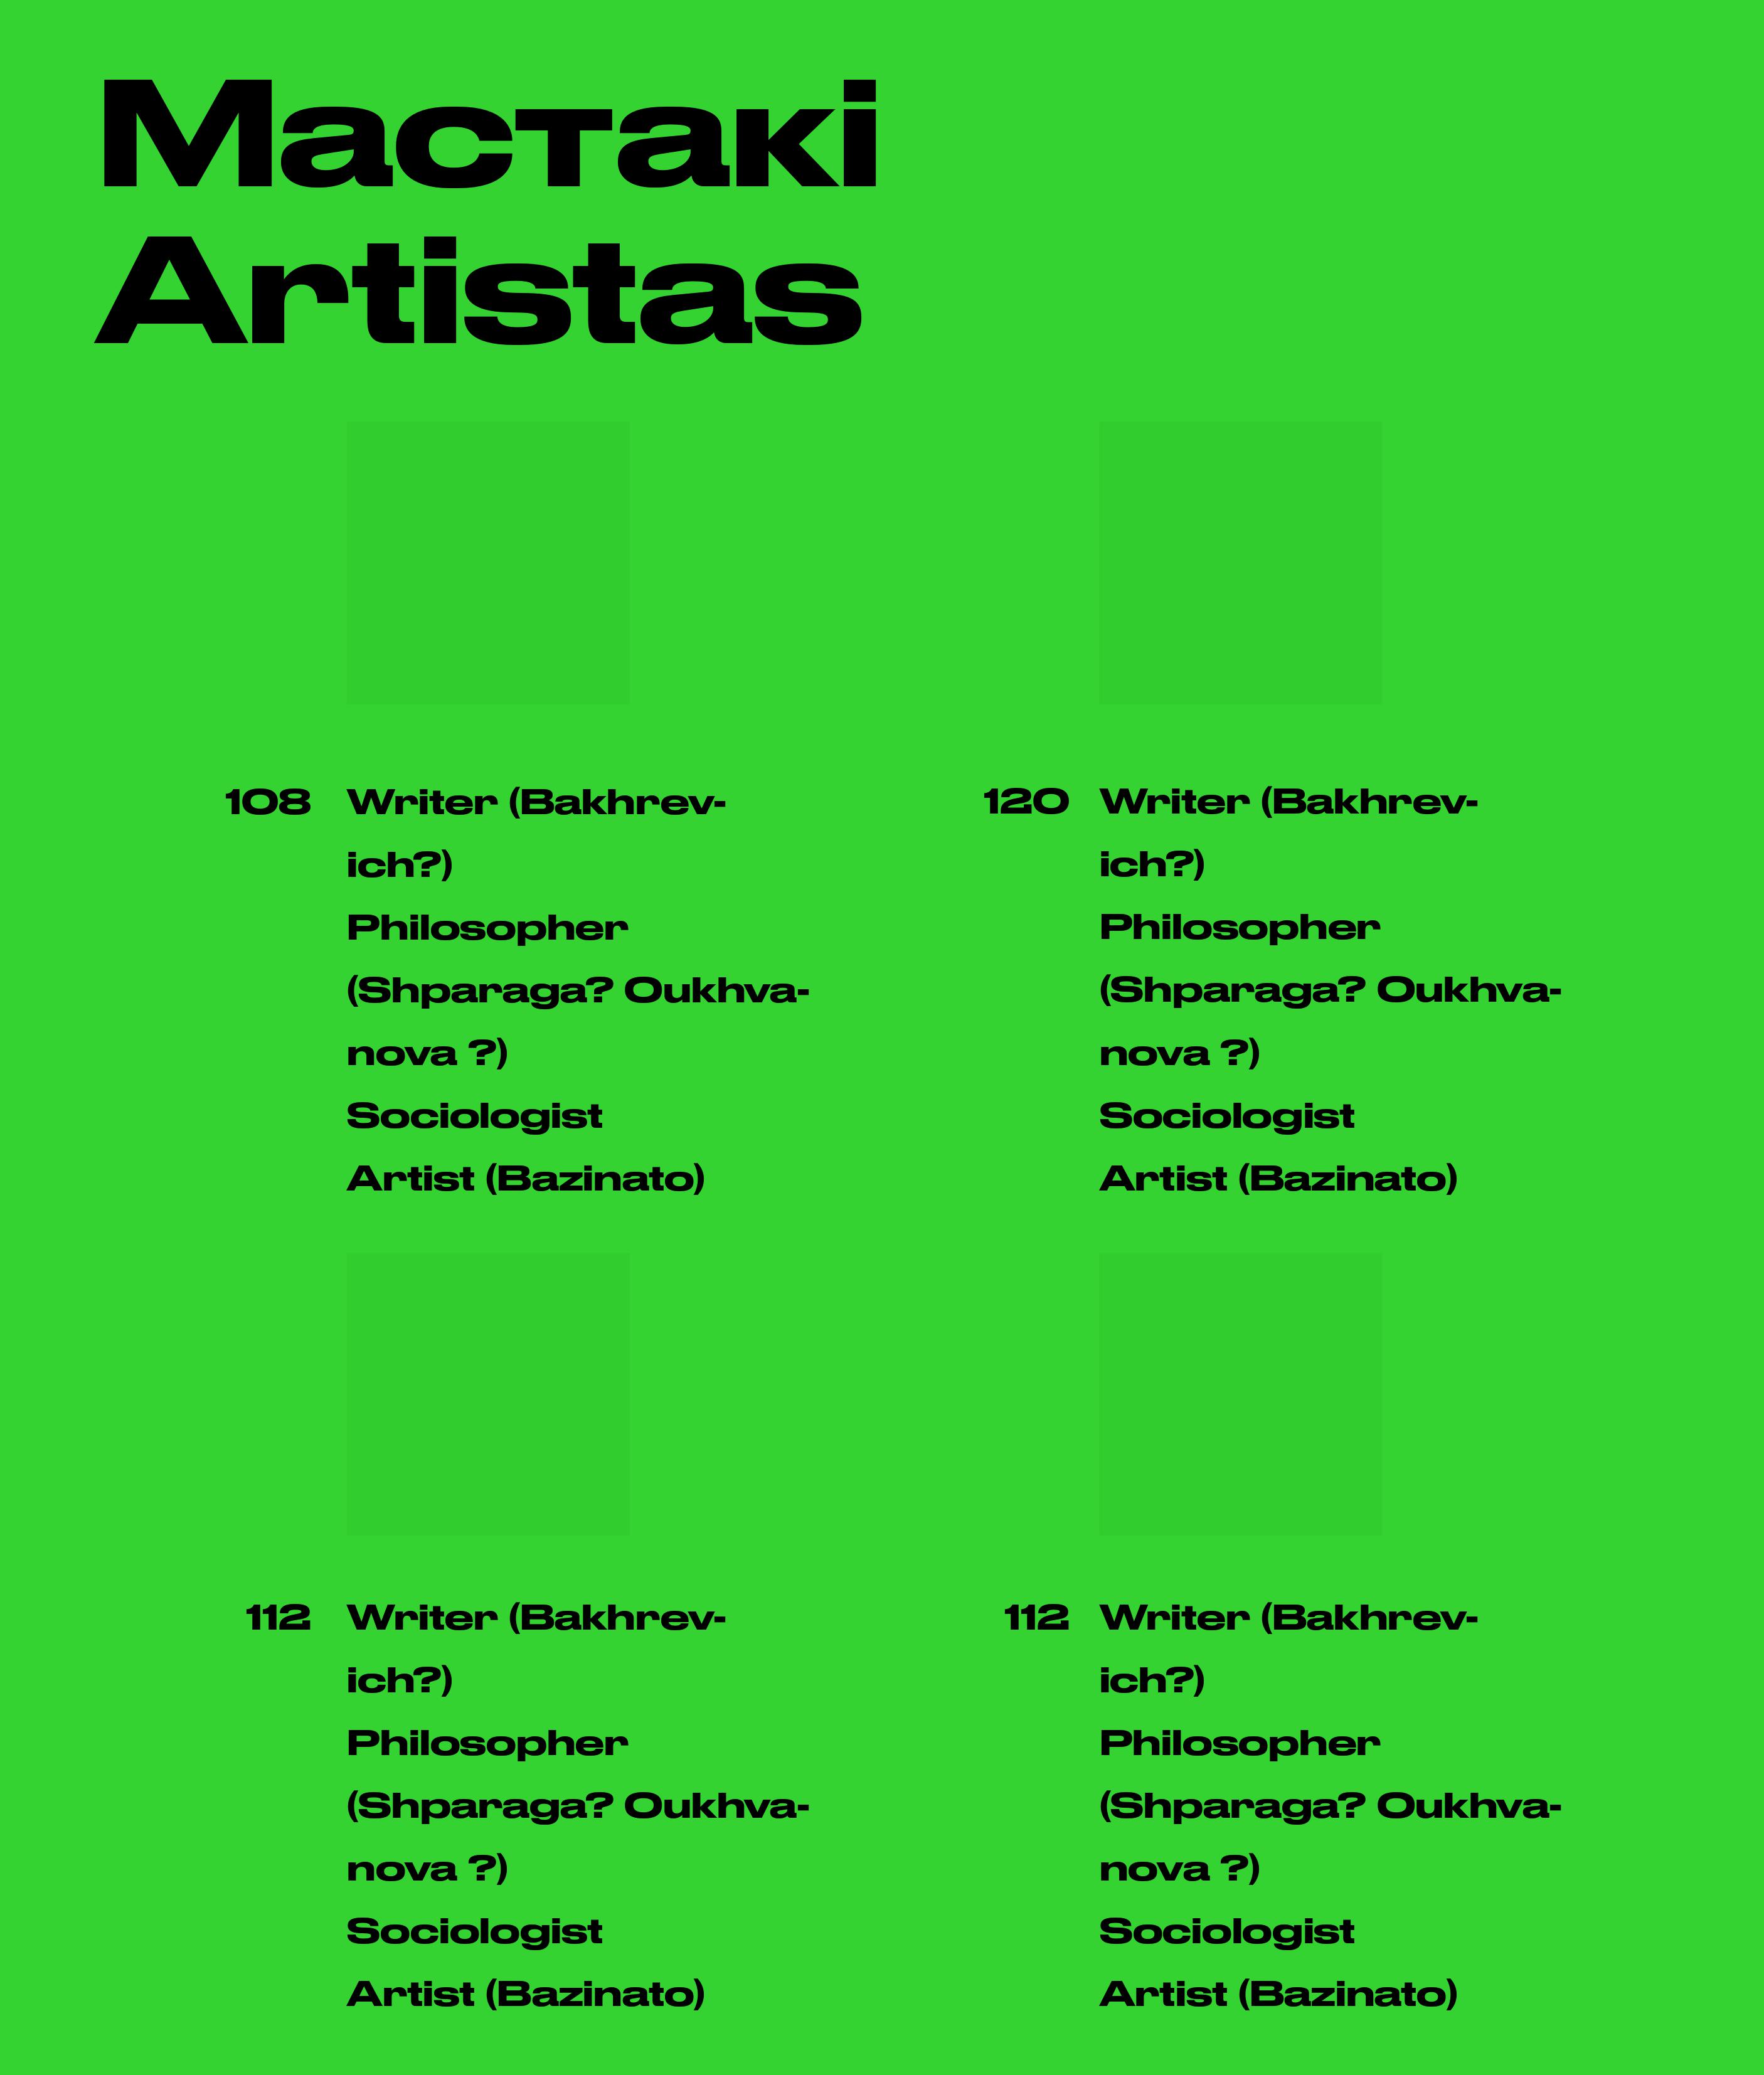 Мастакі
Artistas
108 Writer (Bakhrev-
ich?)
Philosopher
(Shparaga? Oukhva-
nova ?)
Sociologist
Artist (Bazinato)
120 Writer (Bakhrev-
ich?)
Philosopher
(Shparaga? Oukhva-
nova ?)
Sociologist
Artist (Bazinato)
112 Writer (Bakhrev-
ich?)
Philosopher
(Shparaga? Oukhva-
nova ?)
Sociologist
Artist (Bazinato)
112 Writer (Bakhrev-
ich?)
Philosopher
(Shparaga? Oukhva-
nova ?)
Sociologist
Artist (Bazinato)